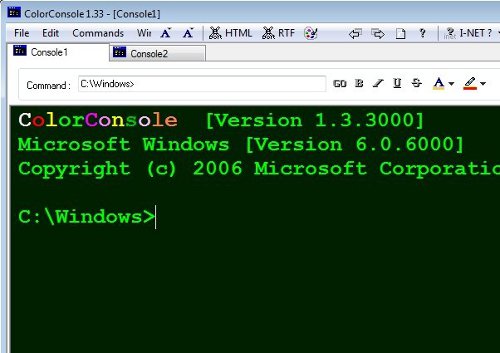 ColorConsole 1.33 - [Console1]
File Edit Commands Wi A A HTML RTF ? I-NET ?
Console1 Console2
Command : C:\Windows> GO B I U S A
ColorConsole [Version 1.3.3000]
Microsoft Windows [Version 6.0.6000]
Copyright (c) 2006 Microsoft Corporatio
C:\Windows>